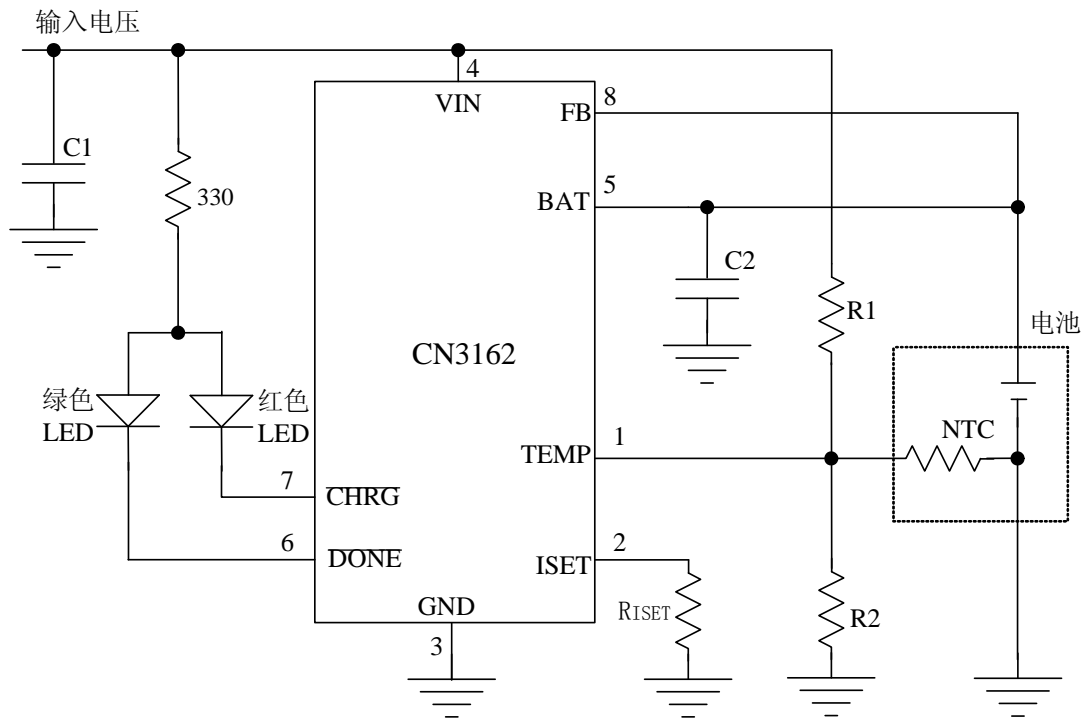 输入电压
4
VIN
8
FB
C1
330
5
BAT
C2
R1
电池
CN3162
绿色
LED
红色
LED
NTC
1
TEMP
7
CHRG
6
DONE
2
ISET
RISET
GND
3
R2